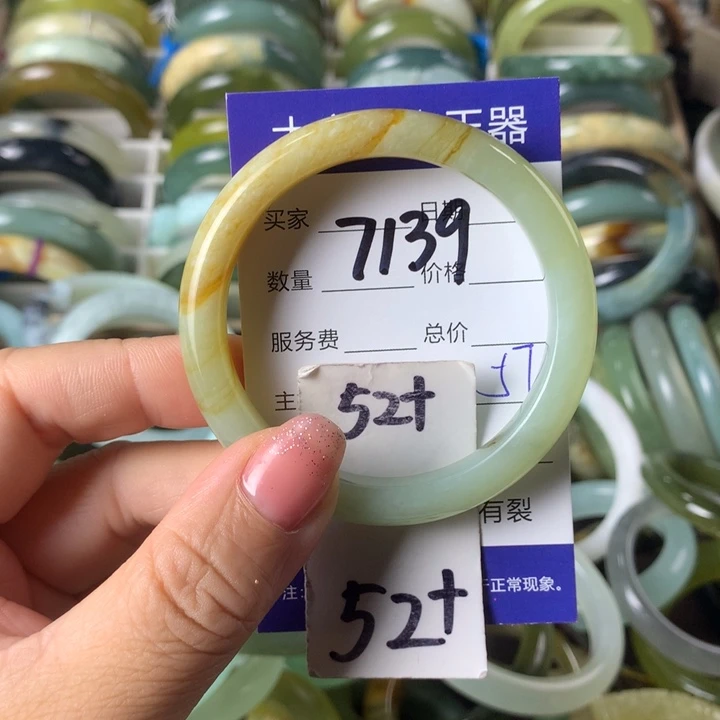 玉器
买家 7139 日期
数量 价格
服务费 总价
主
52+
有裂
注: 正常现象。
52+